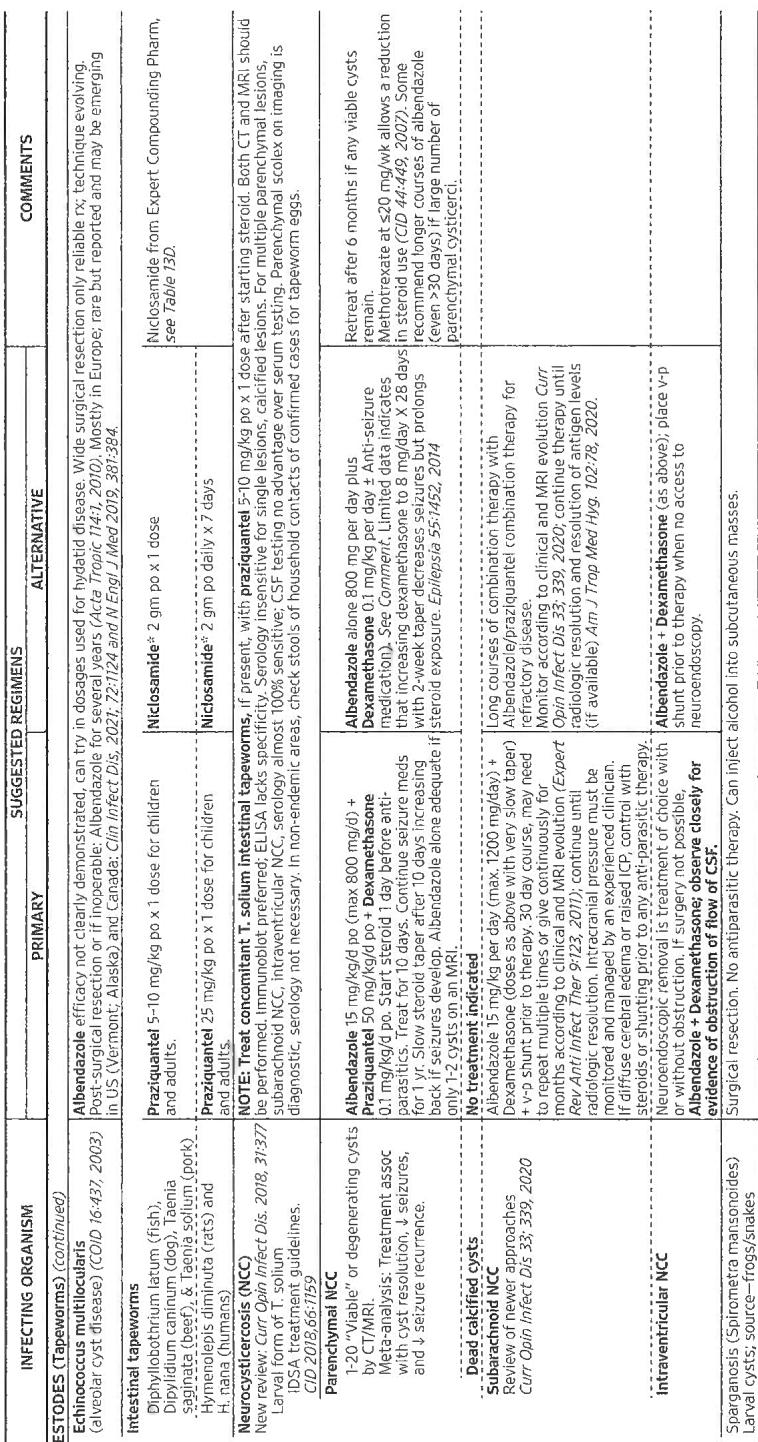 INFECTING ORGANISM
SUGGESTED REGIMENS
PRIMARY
ALTERNATIVE
COMMENTS
ESTODES (Tapeworms) (continued)
Echinococcus multilocularis
(alveolar cyst disease) (COID 16:437, 2003)
Albendazole efficacy not clearly demonstrated, can try in dosages used for hydatid disease. Wide surgical resection only reliable rx; technique evolving.
Post-surgical resection or if inoperable: Albendazole for several years (Acta Tropic 114:1, 2010). Mostly in Europe; rare but reported and may be emerging
in US (Vermont; Alaska) and Canada: Clin Infect Dis, 2021, 72:1124 and N Engl J Med 2019, 381:384.
Intestinal tapeworms
Diphyllobothrium latum (fish),
Dipylidium caninum (dog), Taenia
saginata (beef), & Taenia solium (pork)
Praziquantel 5-10 mg/kg po x 1 dose for children
and adults.
Niclosamide* 2 gm po x 1 dose
Niclosamide from Expert Compounding Pharm,
see Table 13D.
Hymenolepis diminuta (rats) and
H. nana (humans)
Praziquantel 25 mg/kg po x 1 dose for children
and adults.
Niclosamide* 2 gm po daily x 7 days
Neurocysticercosis (NCC)
New review: Curr Opin Infect Dis. 2018, 31:377
Larval form of T. solium
IDSA treatment guidelines.
CID 2018,66:1159
NOTE: Treat concomitant T. solium intestinal tapeworms, if present, with praziquantel 5-10 mg/kg po x 1 dose after starting steroid. Both CT and MRI should
be performed. Immunoblot preferred; ELISA lacks specificity. Serology insensitive for single lesions, calcified lesions. For multiple parenchymal lesions,
subarachnoid NCC, intraventricular NCC, serology almost 100% sensitive; CSF testing no advantage over serum testing. Parenchymal scolex on imaging is
diagnostic, serology not necessary. In non-endemic areas, check stools of household contacts of confirmed cases for tapeworm eggs.
Parenchymal NCC
1-20 "Viable" or degenerating cysts
by CT/MRI.
Meta-analysis: Treatment assoc
with cyst resolution, ↓ seizures,
and ↓ seizure recurrence.
Albendazole 15 mg/kg/d po (max 800 mg/d) +
Praziquantel 50 mg/kg/d po + Dexamethasone
0.1 mg/kg/d po. Start steroid 1 day before anti-
parasitics. Treat for 10 days. Continue seizure meds
for 1 yr. Slow steroid taper after 10 days increasing
back if seizures develop. Albendazole alone adequate if
only 1-2 cysts on an MRI.
Albendazole alone 800 mg per day plus
Dexamethasone 0.1 mg/kg per day ± Anti-seizure
medication). See Comment. Limited data indicates
that increasing dexamethasone to 8 mg/day X 28 days
with 2-week taper decreases seizures but prolongs
steroid exposure. Epilepsia 55:1452, 2014
Retreat after 6 months if any viable cysts
remain.
Methotrexate at ≤20 mg/wk allows a reduction
in steroid use (CID 44:449, 2007). Some
recommend longer courses of albendazole
(even >30 days) if large number of
parenchymal cysticerci.
Dead calcified cysts
No treatment indicated
Subarachnoid NCC
Review of newer approaches
Curr Opin Infect Dis 33; 339, 2020
Albendazole 15 mg/kg per day (max. 1200 mg/day) +
Dexamethasone (doses as above with very slow taper)
+ v-p shunt prior to therapy. 30 day course, may need
to repeat multiple times or give continuously for
months according to clinical and MRI evolution (Expert
Rev Anti Infect Ther 9:123, 2011); continue until
radiologic resolution. Intracranial pressure must be
monitored and managed by an experienced clinician.
If diffuse cerebral edema or raised ICP, control with
steroids or shunting prior to any anti-parasitic therapy.
Long courses of combination therapy with
Albendazole/praziquantel combination therapy for
refractory disease.
Monitor according to clinical and MRI evolution Curr
Opin Infect Dis 33; 339, 2020; continue therapy until
radiologic resolution and resolution of antigen levels
(if available) Am J Trop Med Hyg. 102:78, 2020.
Intraventricular NCC
Neuroendoscopic removal is treatment of choice with
or without obstruction. If surgery not possible,
Albendazole + Dexamethasone; observe closely for
evidence of obstruction of flow of CSF.
Albendazole + Dexamethasone (as above); place v-p
shunt prior to therapy when no access to
neuroendoscopy.
Sparganosis (Spirometra mansonoides)
Larval cysts; source—frogs/snakes
Surgical resection. No antiparasitic therapy. Can inject alcohol into subcutaneous masses.